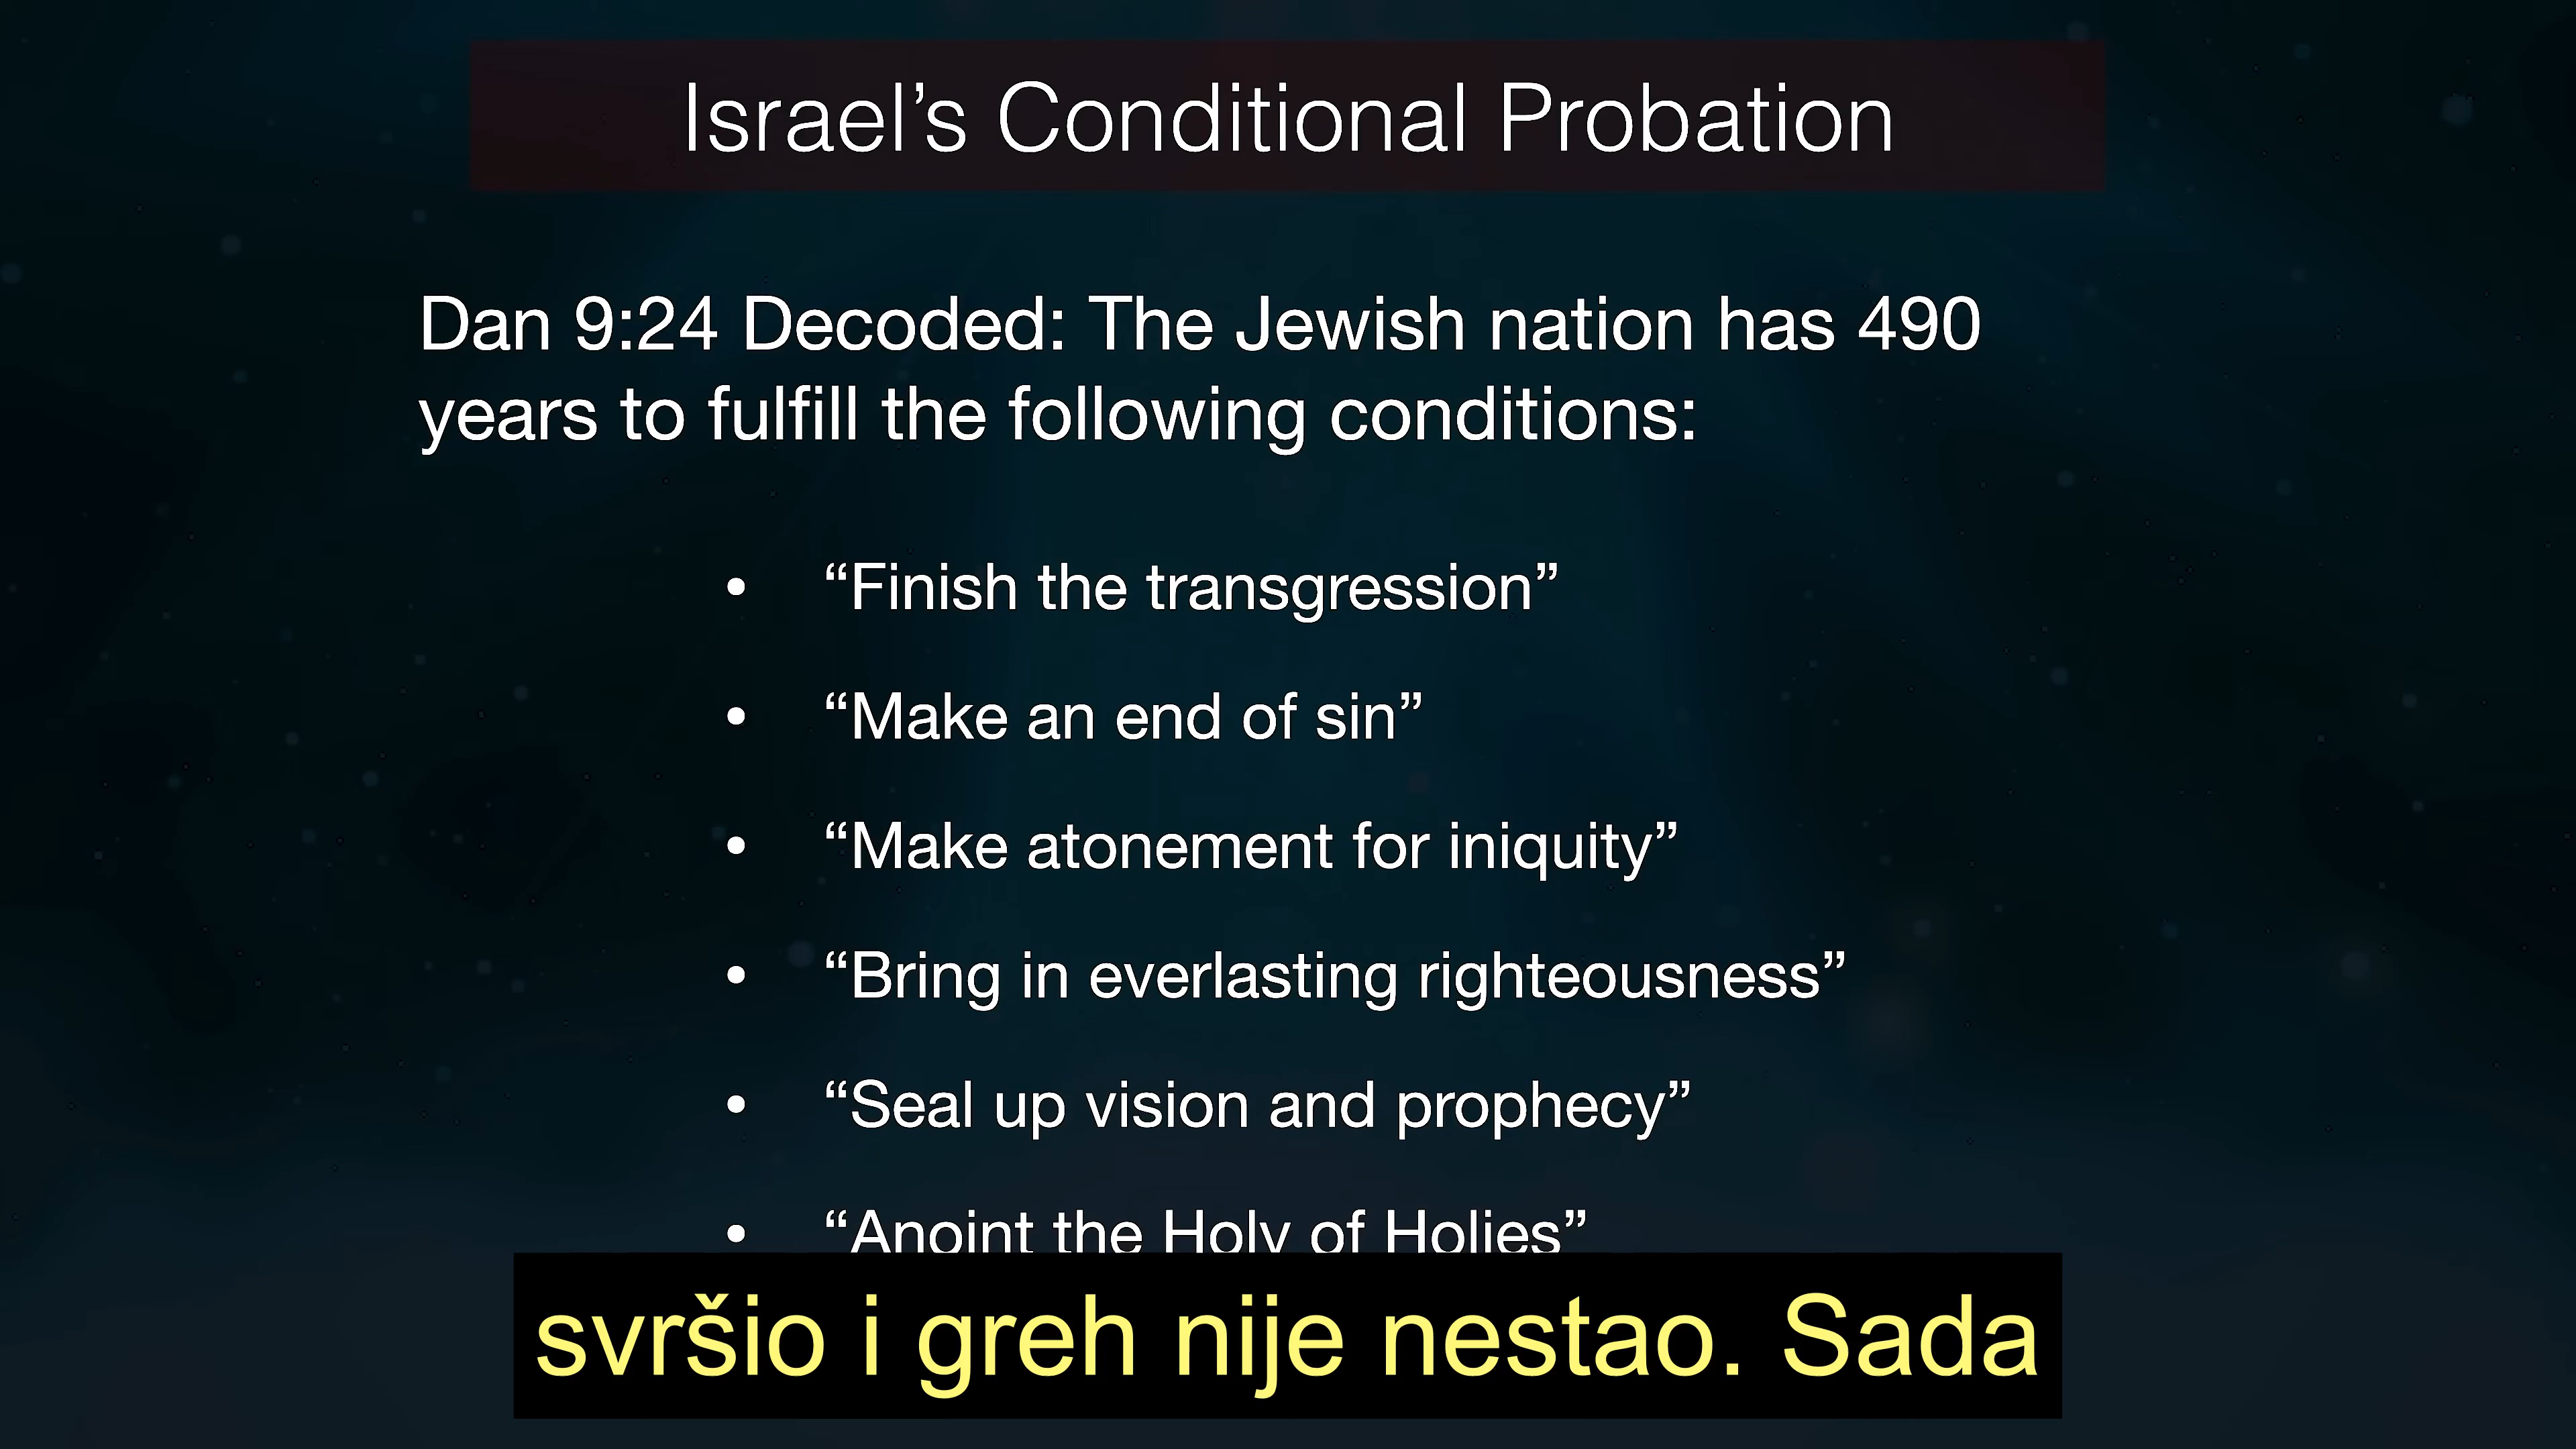 Israel’s Conditional Probation
Dan 9:24 Decoded: The Jewish nation has 490
years to fulfill the following conditions:
• “Finish the transgression”
• “Make an end of sin”
• “Make atonement for iniquity”
• “Bring in everlasting righteousness”
• “Seal up vision and prophecy”
• “Anoint the Holy of Holies”
svršio i greh nije nestao. Sada